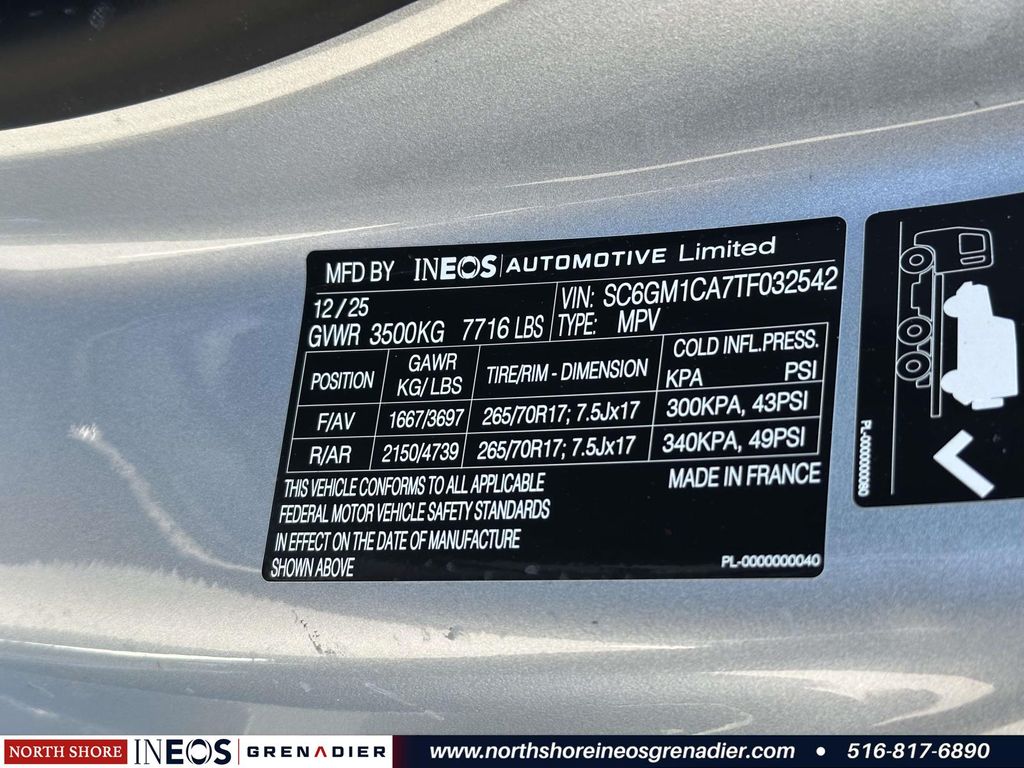 MFD BY INEOS AUTOMOTIVE Limited
12/25 VIN: SC6GM1CA7TF032542
GVWR 3500KG 7716 LBS TYPE: MPV
POSITION GAWR KG/LBS TIRE/RIM - DIMENSION COLD INFL.PRESS. KPA PSI
F/AV 1667/3697 265/70R17; 7.5Jx17 300KPA, 43PSI
R/AR 2150/4739 265/70R17; 7.5Jx17 340KPA, 49PSI
THIS VEHICLE CONFORMS TO ALL APPLICABLE MADE IN FRANCE
FEDERAL MOTOR VEHICLE SAFETY STANDARDS
IN EFFECT ON THE DATE OF MANUFACTURE
SHOWN ABOVE PL-0000000040
PL-0000000080
NORTH SHORE INEOS GRENADIER www.northshoreineosgrenadier.com • 516-817-6890